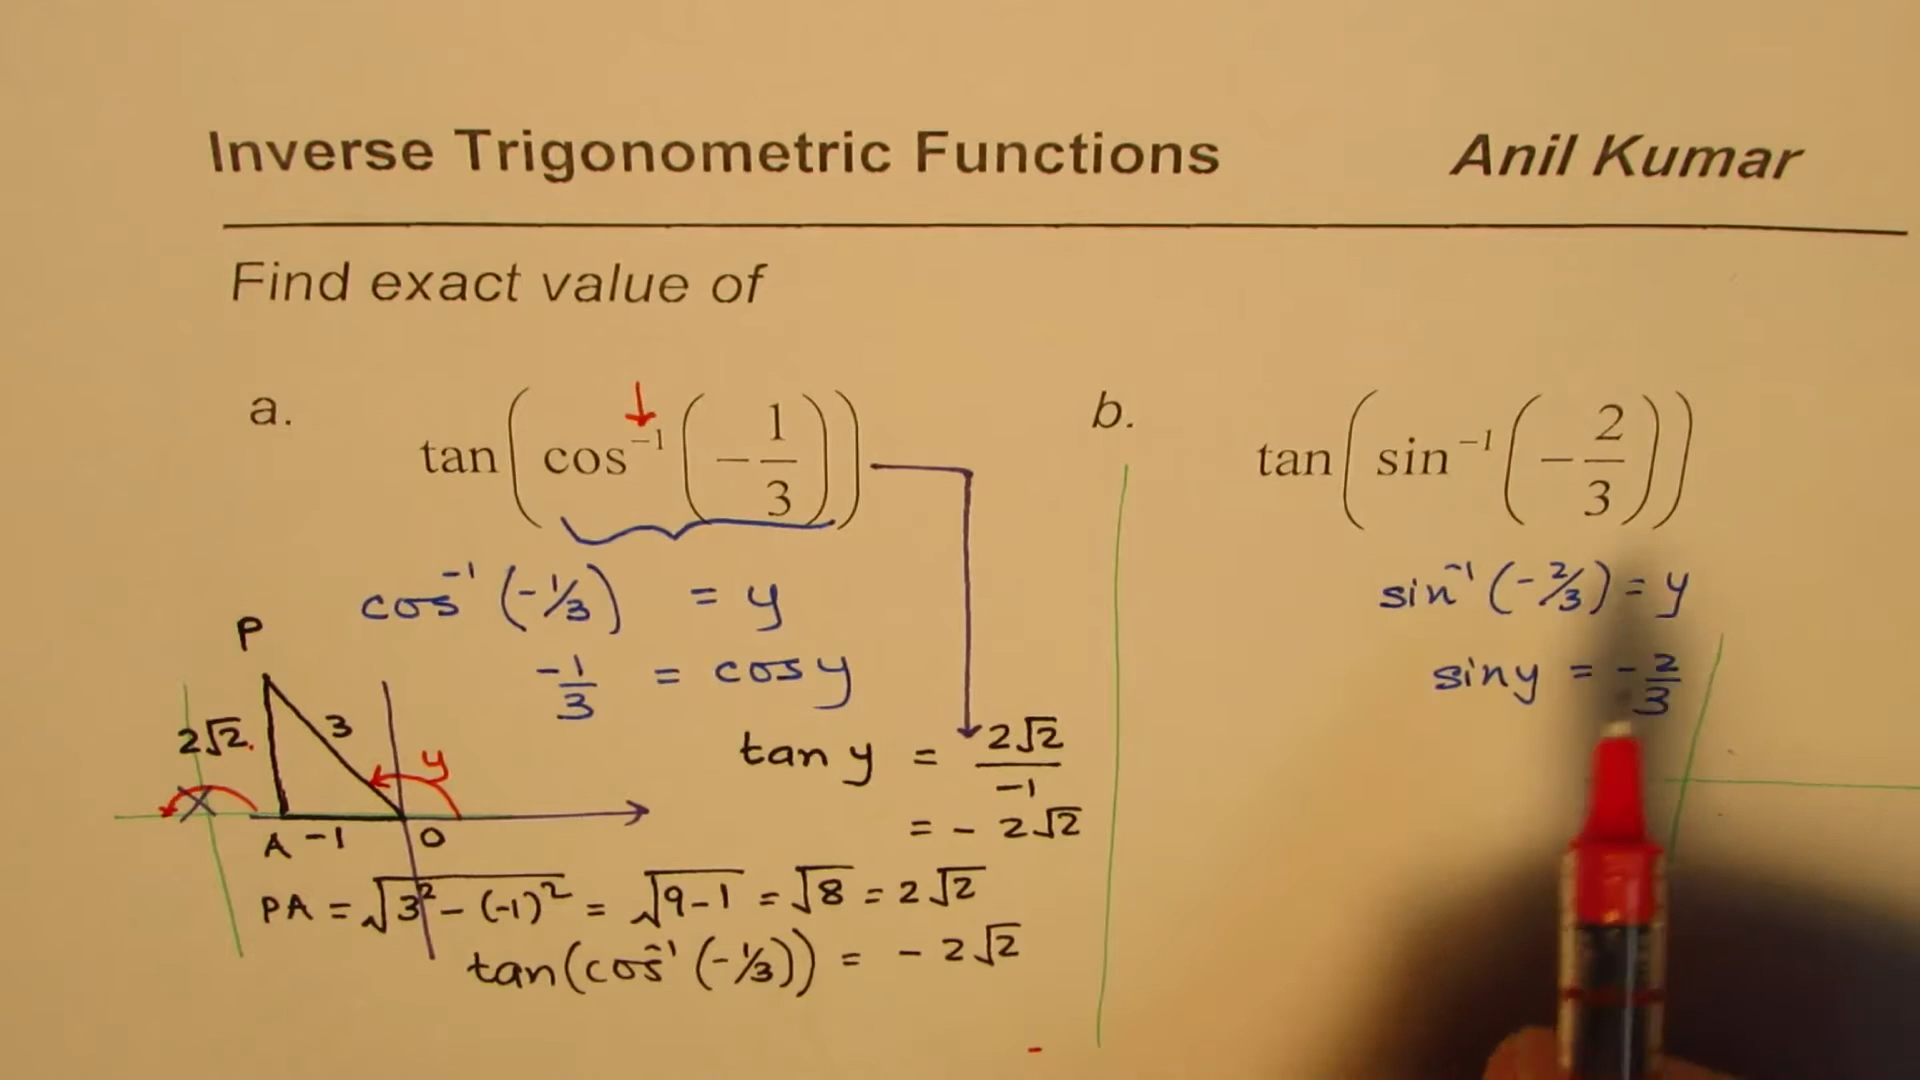 Inverse Trigonometric Functions Anil Kumar
Find exact value of
a. tan(cos⁻¹(-1/3))
cos⁻¹(-1/3) = y
-1/3 = cos y
P
2√2
3
y
A -1 O
tan y = 2√2/-1
= - 2√2
PA = √3² - (-1)² = √9-1 = √8 = 2√2
tan(cos⁻¹(-1/3)) = - 2√2
b. tan(sin⁻¹(-2/3))
sin⁻¹(-2/3) = y
sin y = -2/3